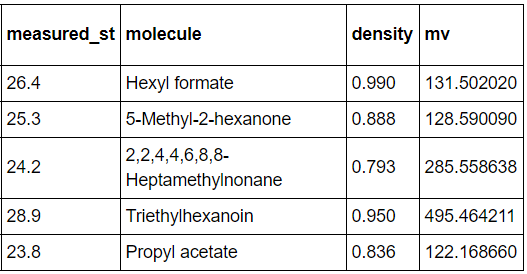 measured_st molecule density mv
26.4 Hexyl formate 0.990 131.502020
25.3 5-Methyl-2-hexanone 0.888 128.590090
24.2 2,2,4,4,6,8,8-
Heptamethylnonane 0.793 285.558638
28.9 Triethylhexanoin 0.950 495.464211
23.8 Propyl acetate 0.836 122.168660